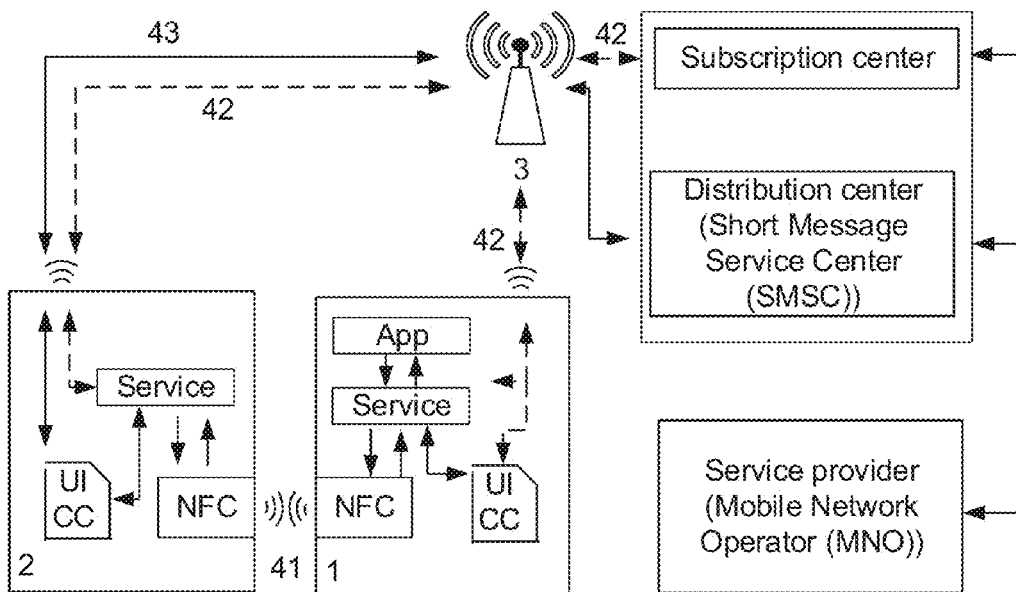 43
42
Subscription center
42
3
Distribution center
(Short Message
Service Center
(SMSC))
42
App
Service
Service
UI
CC
NFC
NFC
UI
CC
2
41
1
Service provider
(Mobile Network
Operator (MNO))